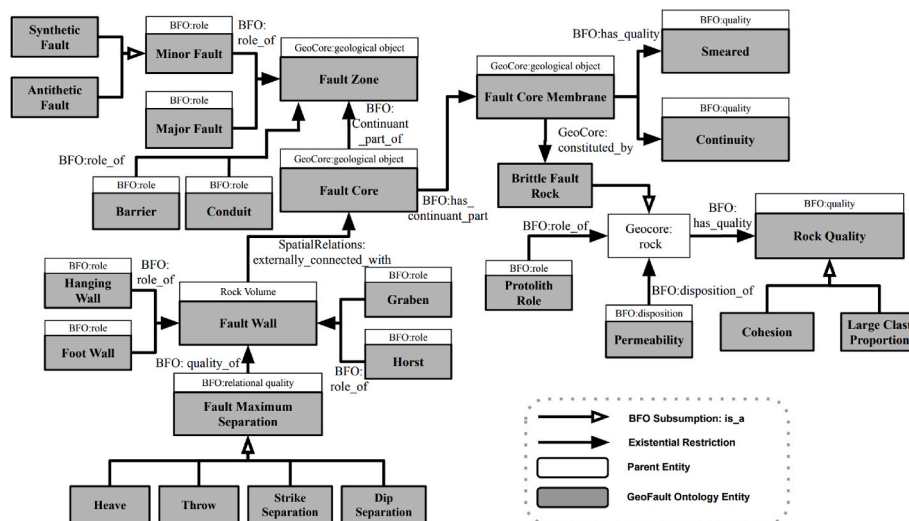 Synthetic
Fault
Antithetic
Fault
BFO:role
Minor Fault
BFO:role
Major Fault
BFO:
role_of
GeoCore:geological object
Fault Zone
BFO:
Continuant
_part_of
BFO:role_of
BFO:role
Barrier
BFO:role
Conduit
GeoCore:geological object
Fault Core
BFO:has_
continuant_part
GeoCore:geological object
Fault Core Membrane
BFO:has_quality
BFO:quality
Smeared
BFO:quality
Continuity
GeoCore:
constituted_by
Brittle Fault
Rock
BFO:role_of
Geocore:
rock
BFO:
has_quality
BFO:quality
Rock Quality
BFO:role
Protolith
Role
BFO:disposition_of
BFO:disposition
Permeability
Cohesion
Large Clast
Proportion
SpatialRelations:
externally_connected_with
BFO:role
Hanging
Wall
BFO:
role_of
BFO:role
Foot Wall
Rock Volume
Fault Wall
BFO:role
Graben
BFO:role
Horst
BFO:
role_of
BFO: quality_of
BFO:relational quality
Fault Maximum
Separation
Heave
Throw
Strike
Separation
Dip
Separation
BFO Subsumption: is_a
Existential Restriction
Parent Entity
GeoFault Ontology Entity